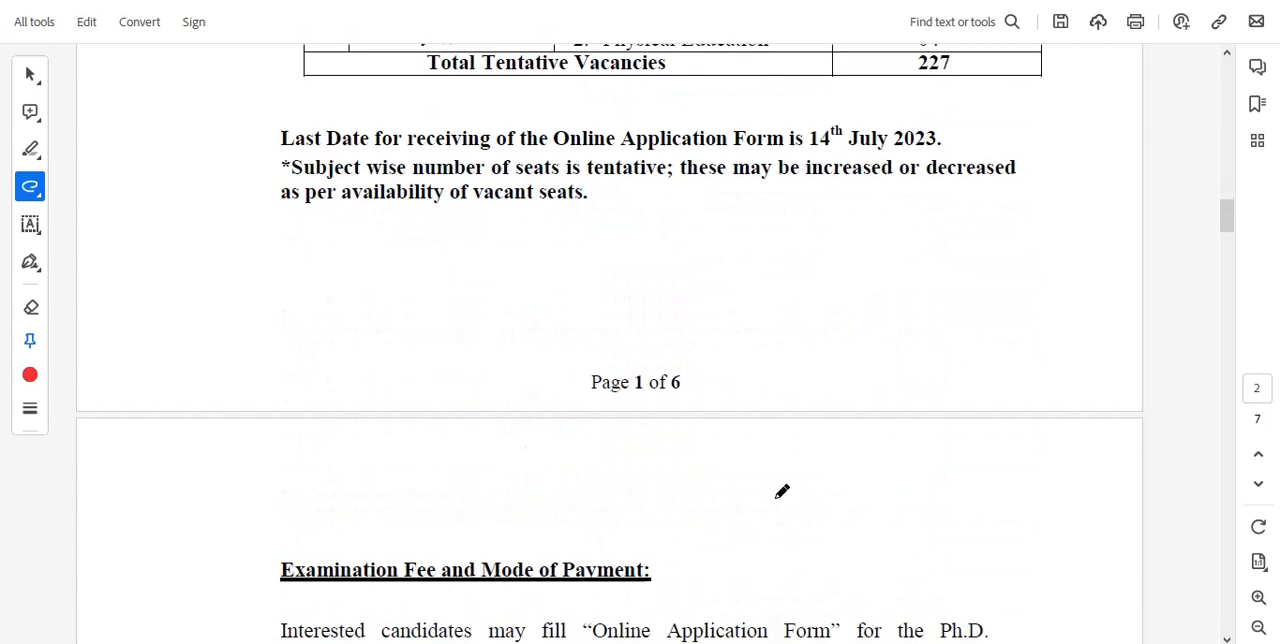 All tools Edit Convert Sign Find text or tools
2. Physical Education
Total Tentative Vacancies 227
Last Date for receiving of the Online Application Form is 14th July 2023.
*Subject wise number of seats is tentative; these may be increased or decreased
as per availability of vacant seats.
Page 1 of 6
2
7
Examination Fee and Mode of Payment:
Interested candidates may fill “Online Application Form” for the Ph.D.